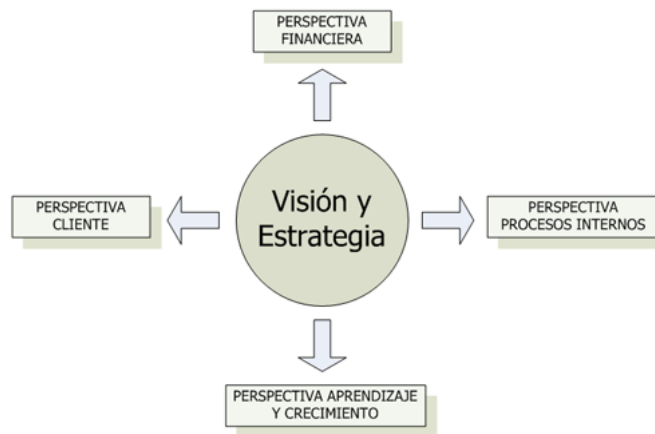 PERSPECTIVA
FINANCIERA
PERSPECTIVA
CLIENTE
Visión y
Estrategia
PERSPECTIVA
PROCESOS INTERNOS
PERSPECTIVA APRENDIZAJE
Y CRECIMIENTO